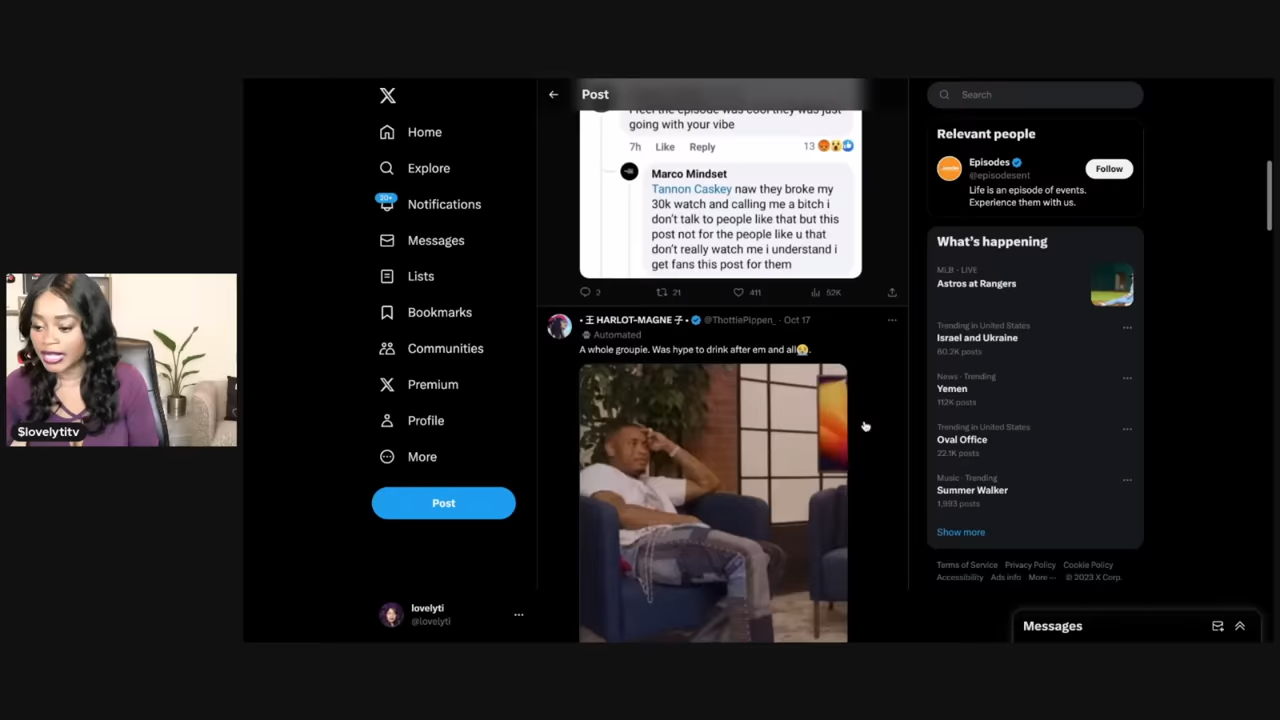 $lovelytitv
Home
Explore
20+
Notifications
Messages
Lists
Bookmarks
Communities
Premium
Profile
More
Post
lovelyti
@lovelyti
Post
I feel the episode was cool they was just
going with your vibe
7h Like Reply 13
Marco Mindset
Tannon Caskey naw they broke my
30k watch and calling me a bitch i
don't talk to people like that but this
post not for the people like u that
don't really watch me i understand i
get fans this post for them
2 21 411 52K
• 王 HARLOT-MAGNE 子 • @ThottiePippen_ · Oct 17
Automated
A whole groupie. Was hype to drink after em and all😭.
Search
Relevant people
Episodes
@episodesent
Follow
Life is an episode of events.
Experience them with us.
What's happening
MLB · LIVE
Astros at Rangers
Trending in United States
Israel and Ukraine
60.2K posts
News · Trending
Yemen
112K posts
Trending in United States
Oval Office
22.1K posts
Music · Trending
Summer Walker
1,993 posts
Show more
Terms of Service Privacy Policy Cookie Policy
Accessibility Ads info More ··· © 2023 X Corp.
Messages